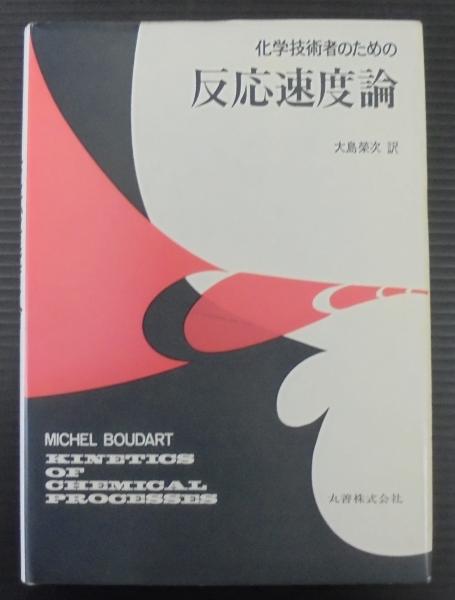 化学技術者のための
反応速度論
大島榮次 訳
MICHEL BOUDART
KINETICS
OF
CHEMICAL
PROCESSES
丸善株式会社